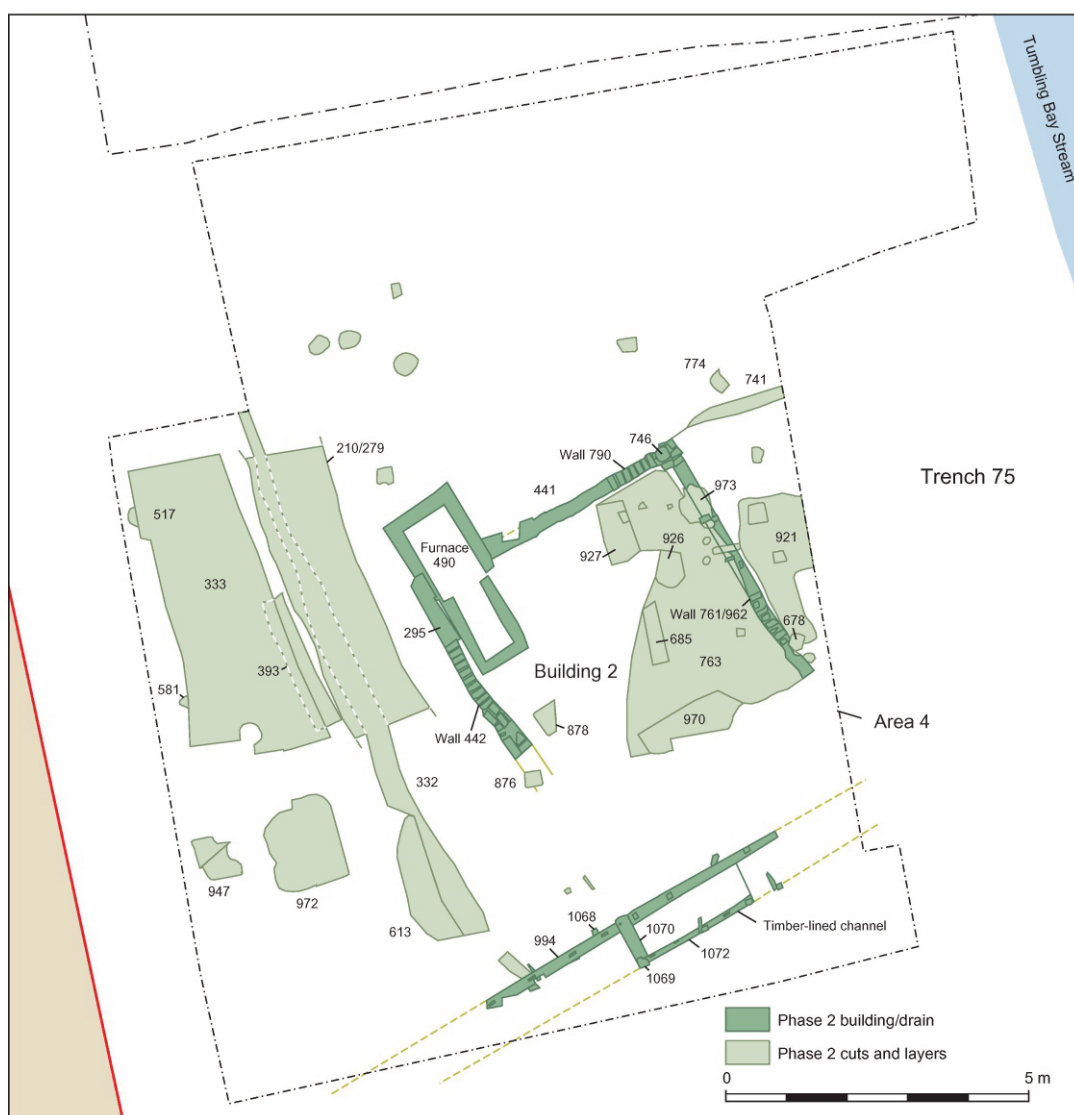 Tumbling Bay Stream
774
741
210/279
746
Wall 790
973
441
Trench 75
517
Furnace
490
921
926
927
333
Wall 761/962
678
295
685
Building 2
763
393
581
970
Area 4
878
Wall 442
332
876
947
972
1068
613
994
1070
Timber-lined channel
1072
1069
Phase 2 building/drain
Phase 2 cuts and layers
0
5 m